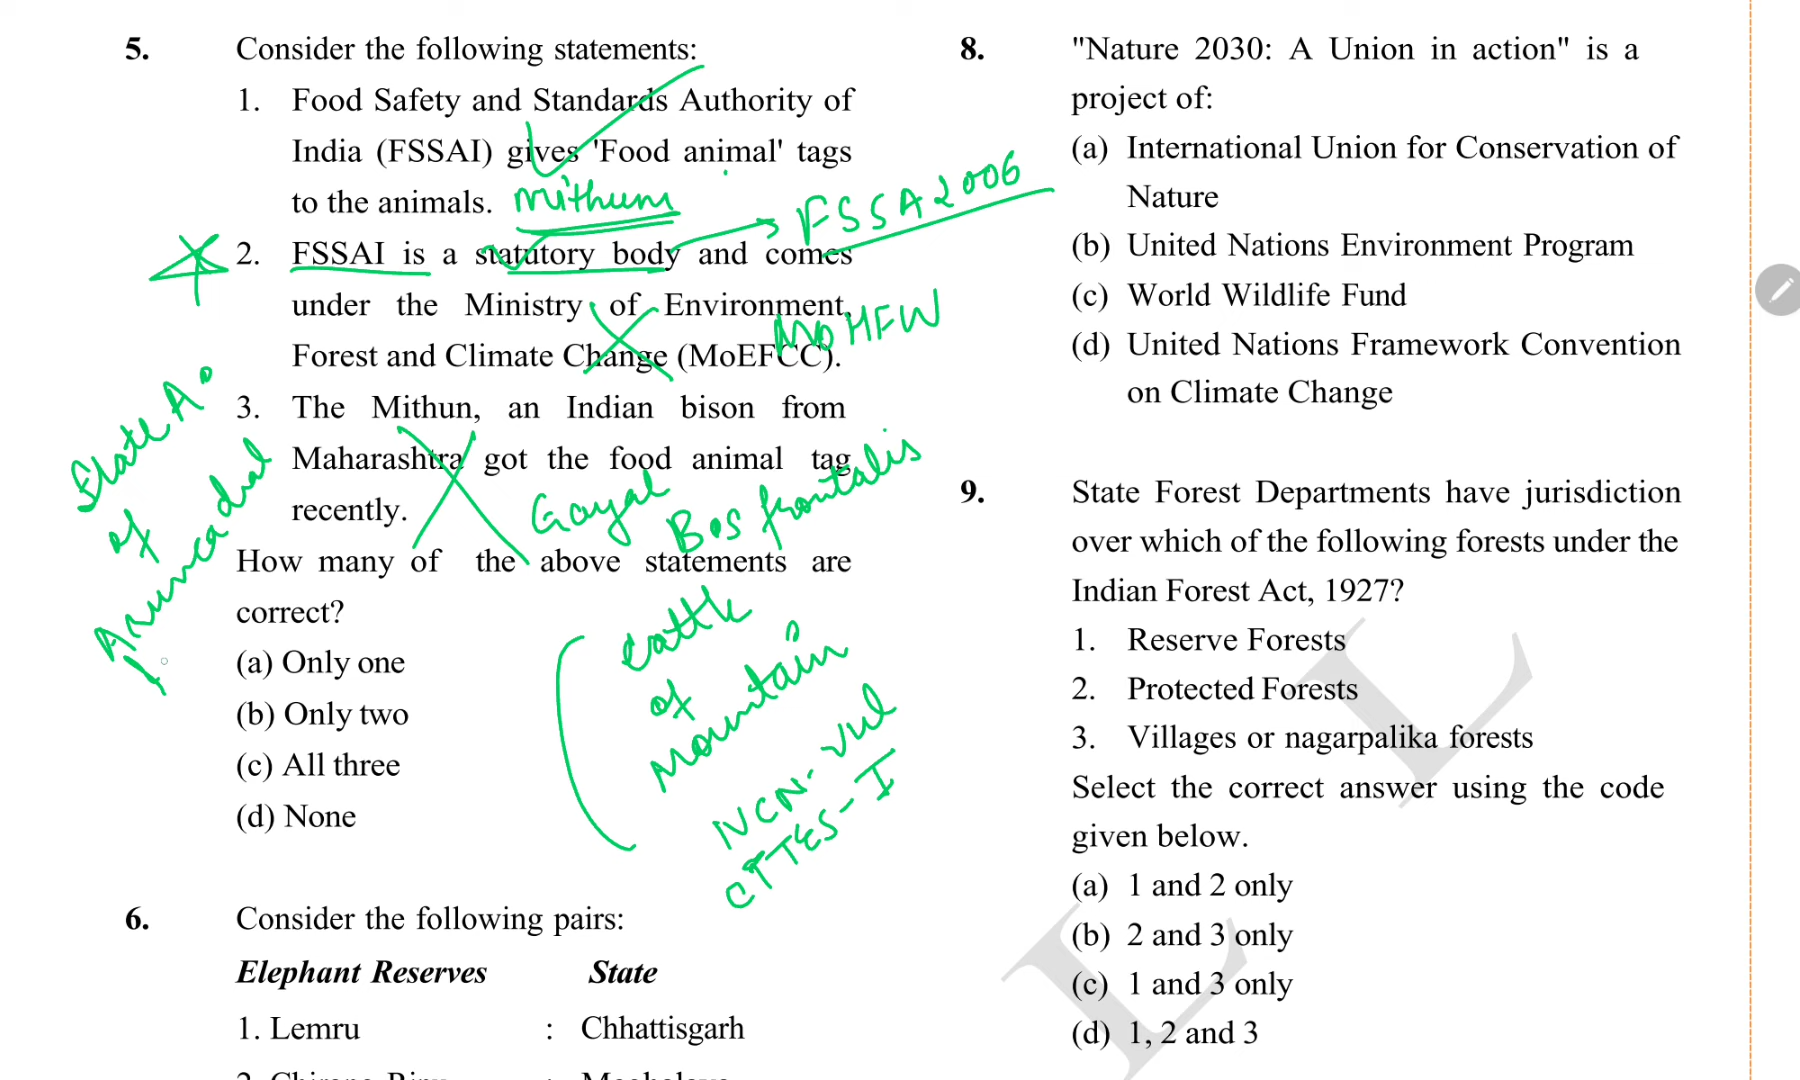 5. Consider the following statements:
1. Food Safety and Standards Authority of
India (FSSAI) gives 'Food animal' tags
to the animals. mithun
FSSA 2006
2. FSSAI is a statutory body and comes
under the Ministry of Environment,
MoHFW
Forest and Climate Change (MoEFCC).
3. The Mithun, an Indian bison from
Maharashtra got the food animal tag
recently.
Gayal
Bos frontalis
State A.
of
Arunachal
P
How many of the above statements are
correct?
(a) Only one
(b) Only two
(c) All three
(d) None
cattle
of
mountain
Vul
CITES-I
6. Consider the following pairs:
Elephant Reserves State
1. Lemru : Chhattisgarh
8. "Nature 2030: A Union in action" is a
project of:
(a) International Union for Conservation of
Nature
(b) United Nations Environment Program
(c) World Wildlife Fund
(d) United Nations Framework Convention
on Climate Change
9. State Forest Departments have jurisdiction
over which of the following forests under the
Indian Forest Act, 1927?
1. Reserve Forests
2. Protected Forests
3. Villages or nagarpalika forests
Select the correct answer using the code
given below.
(a) 1 and 2 only
(b) 2 and 3 only
(c) 1 and 3 only
(d) 1, 2 and 3